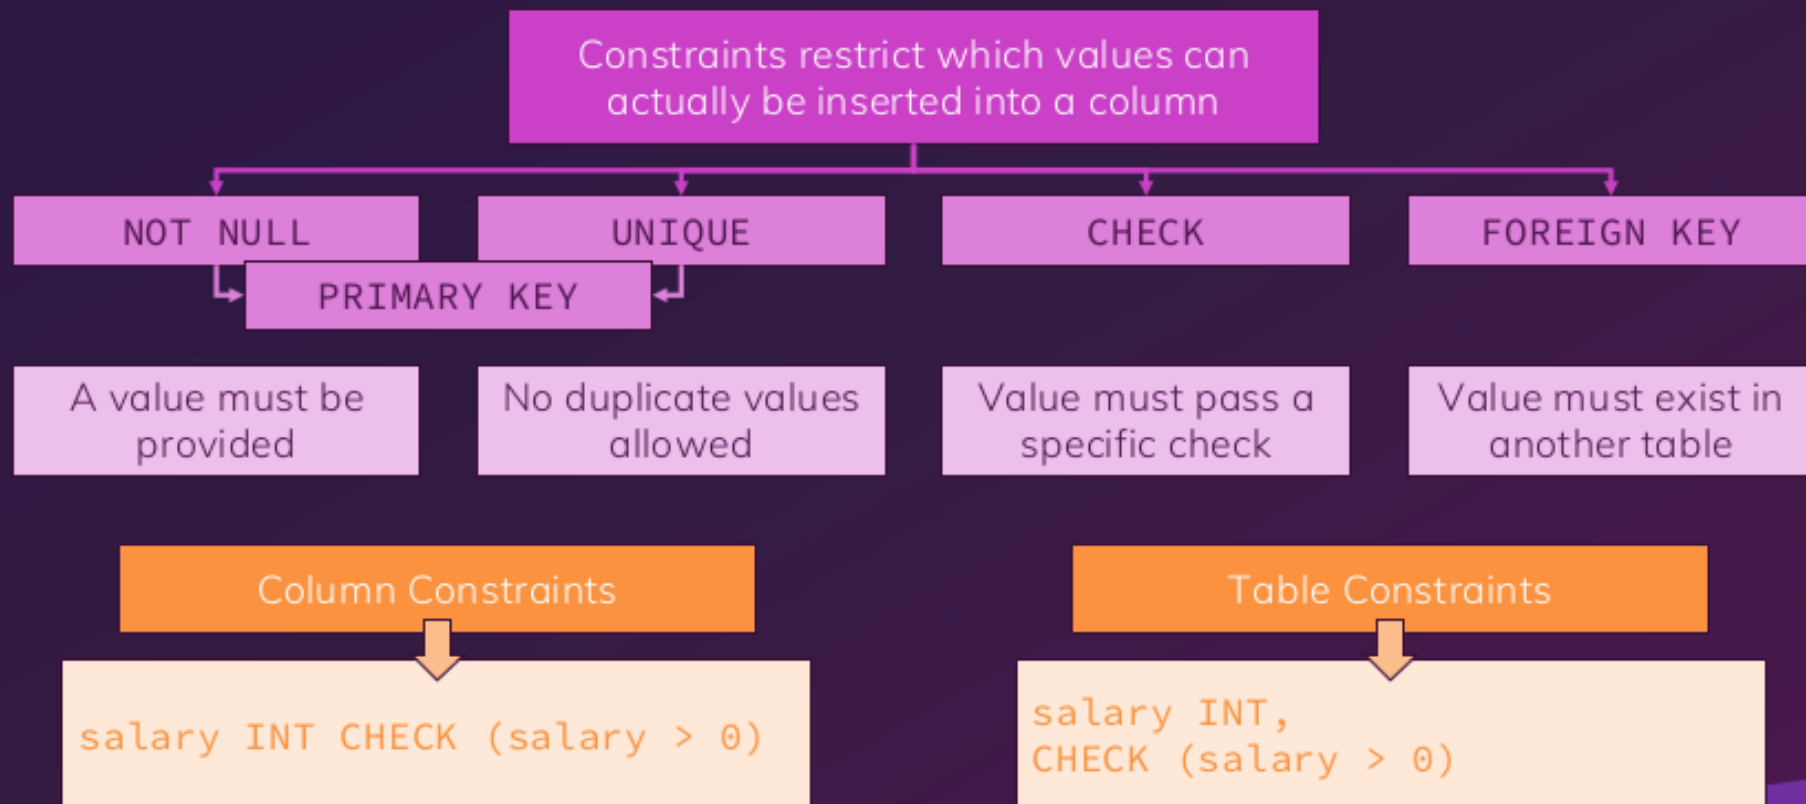 Constraints restrict which values can
actually be inserted into a column
NOT NULL
UNIQUE
CHECK
FOREIGN KEY
PRIMARY KEY
A value must be
provided
No duplicate values
allowed
Value must pass a
specific check
Value must exist in
another table
Column Constraints
Table Constraints
salary INT CHECK (salary > 0)
salary INT,
CHECK (salary > 0)